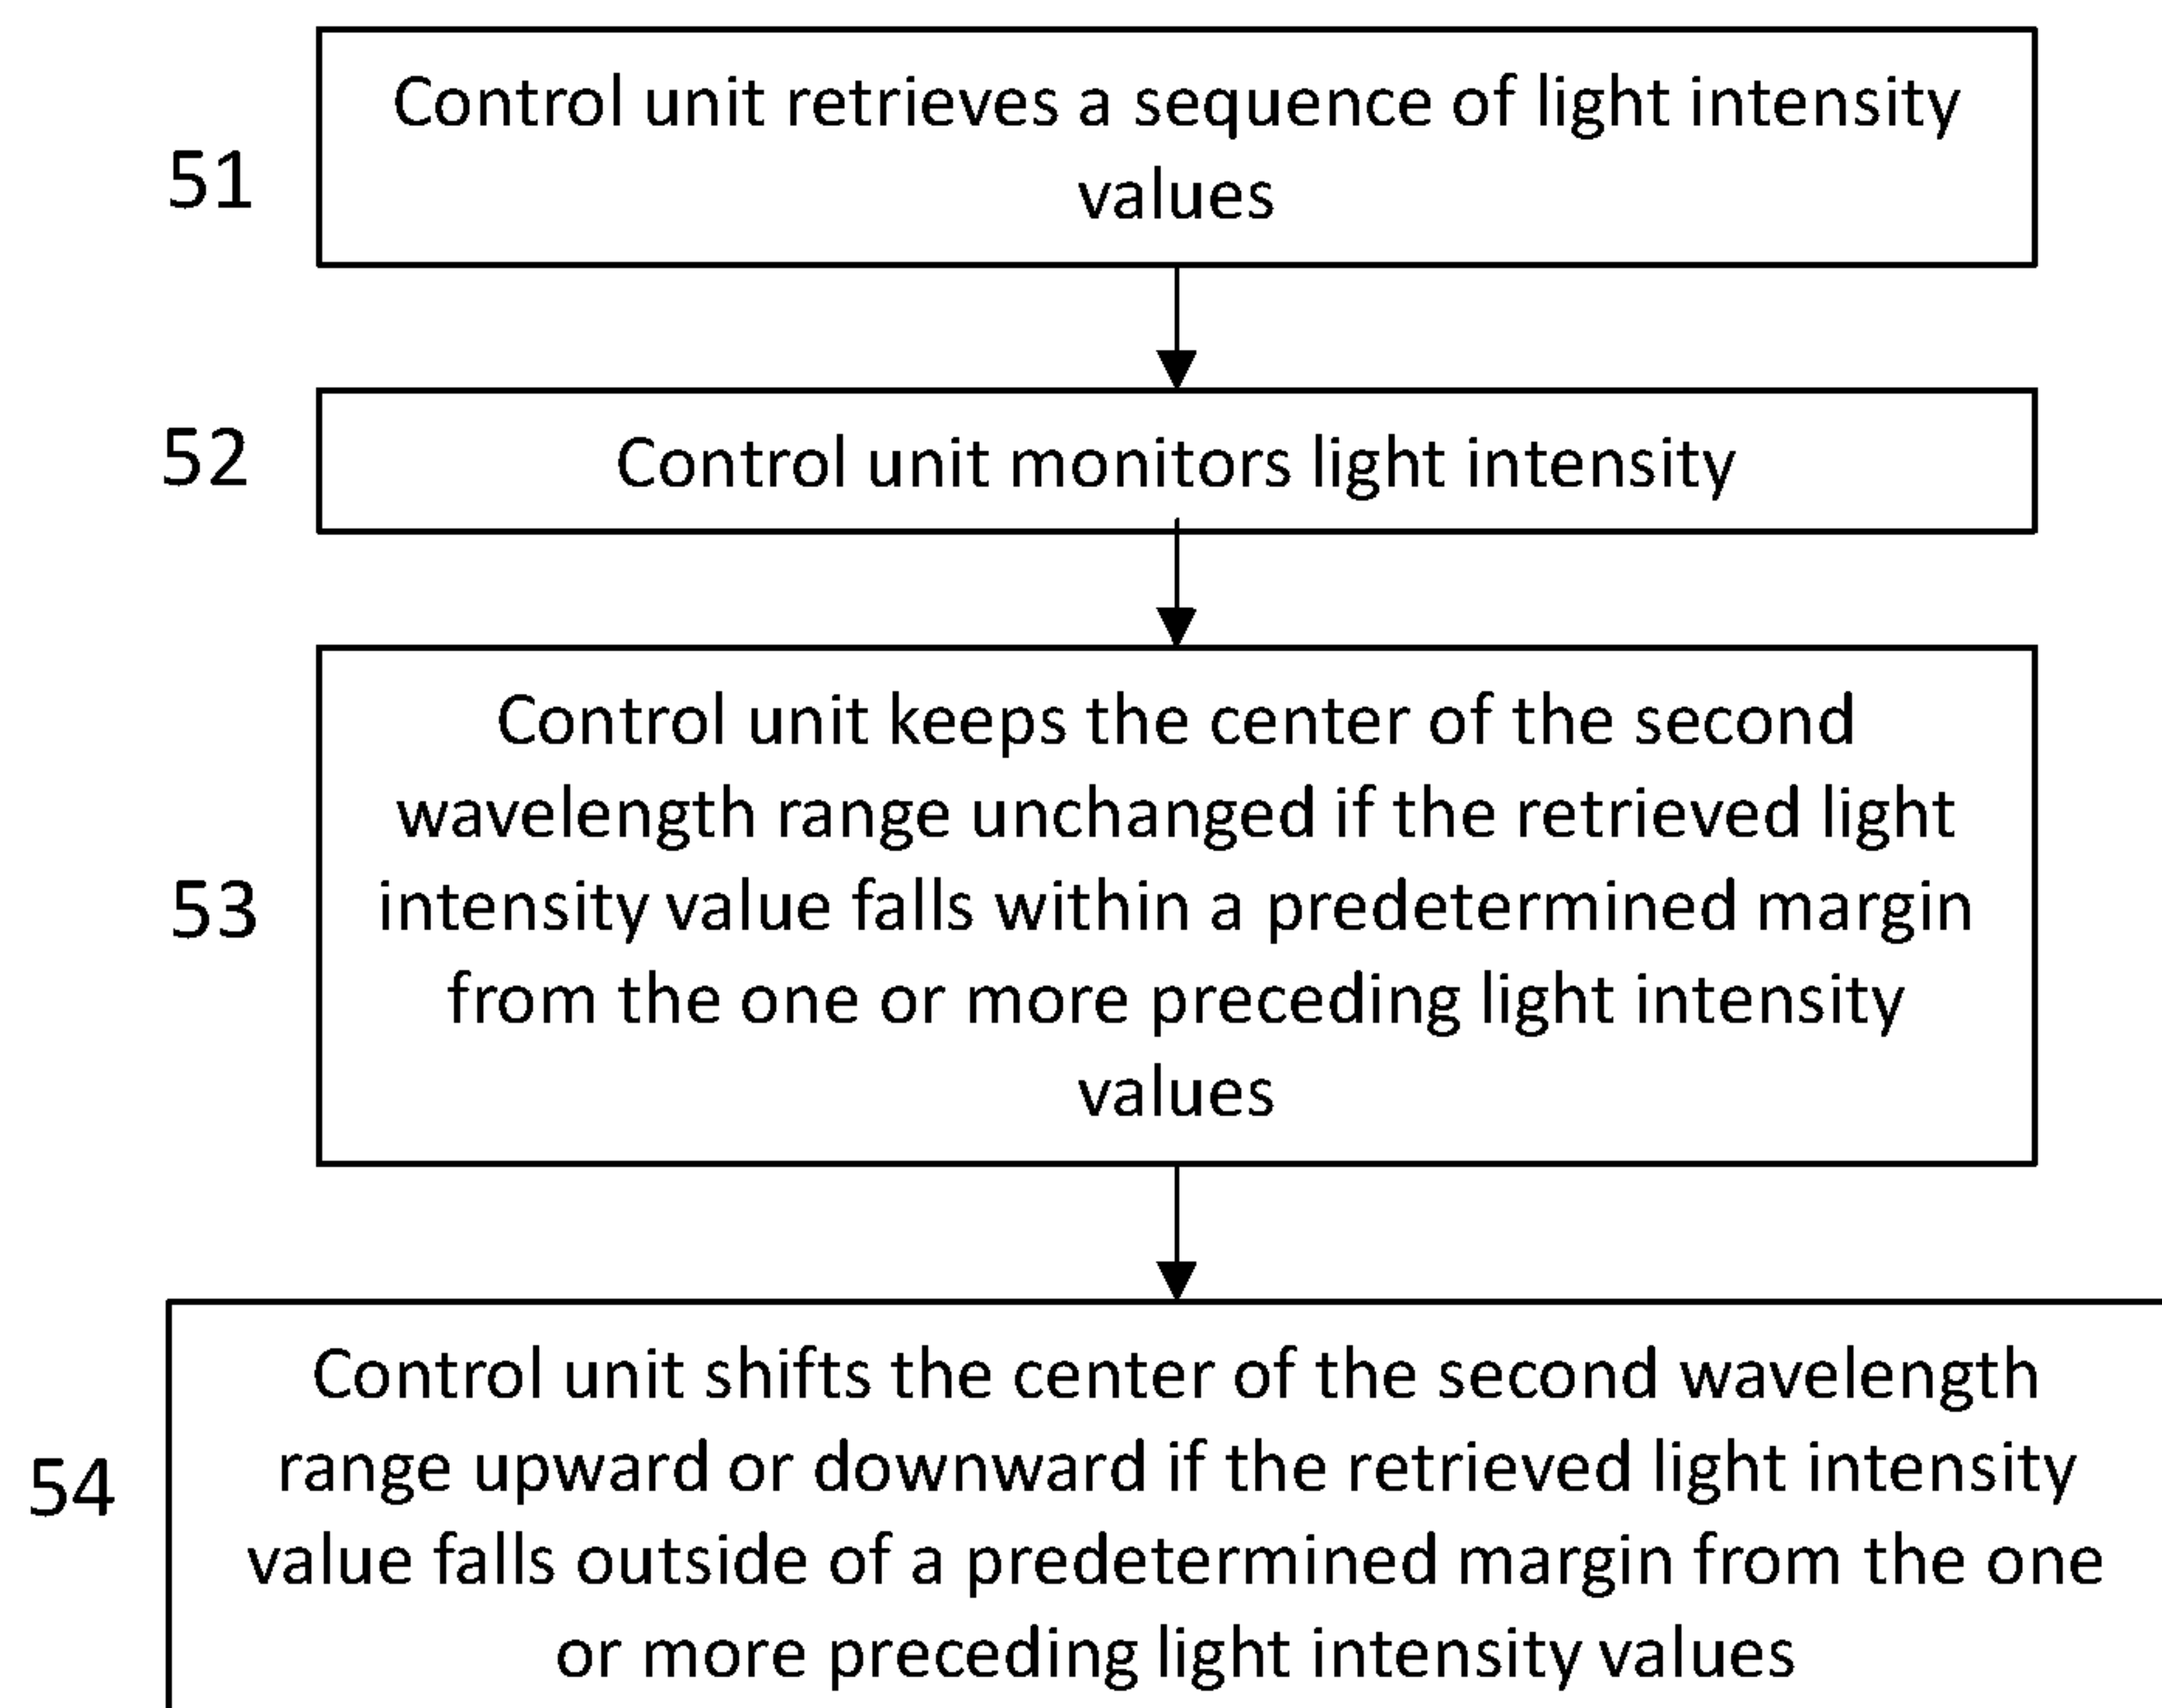 51
Control unit retrieves a sequence of light intensity
values
52
Control unit monitors light intensity
53
Control unit keeps the center of the second
wavelength range unchanged if the retrieved light
intensity value falls within a predetermined margin
from the one or more preceding light intensity
values
54
Control unit shifts the center of the second wavelength
range upward or downward if the retrieved light intensity
value falls outside of a predetermined margin from the one
or more preceding light intensity values